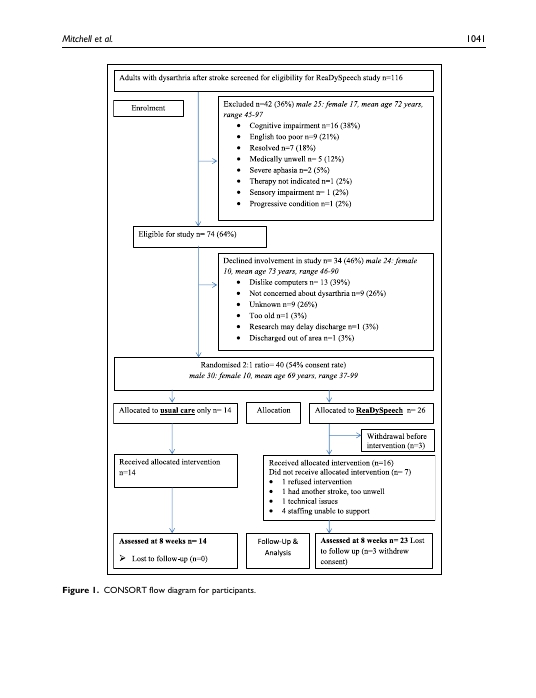 Mitchell et al.
1041
Adults with dysarthria after stroke screened for eligibility for ReaDySpeech study n=116
Enrolment
Excluded n=42 (36%) male 25: female 17, mean age 72 years,
range 45-97
• Cognitive impairment n=16 (38%)
• English too poor n=9 (21%)
• Resolved n=7 (18%)
• Medically unwell n= 5 (12%)
• Severe aphasia n=2 (5%)
• Therapy not indicated n=1 (2%)
• Sensory impairment n= 1 (2%)
• Progressive condition n=1 (2%)
Eligible for study n= 74 (64%)
Declined involvement in study n= 34 (46%) male 24: female
10, mean age 73 years, range 46-90
• Dislike computers n= 13 (39%)
• Not concerned about dysarthria n=9 (26%)
• Unknown n=9 (26%)
• Too old n=1 (3%)
• Research may delay discharge n=1 (3%)
• Discharged out of area n=1 (3%)
Randomised 2:1 ratio= 40 (54% consent rate)
male 30: female 10, mean age 69 years, range 37-99
Allocated to usual care only n= 14
Allocation
Allocated to ReaDySpeech n= 26
Withdrawal before
intervention (n=3)
Received allocated intervention
n=14
Received allocated intervention (n=16)
Did not receive allocated intervention (n= 7)
• 1 refused intervention
• 1 had another stroke, too unwell
• 1 technical issues
• 4 staffing unable to support
Assessed at 8 weeks n= 14
➢ Lost to follow-up (n=0)
Follow-Up &
Analysis
Assessed at 8 weeks n= 23 Lost
to follow up (n=3 withdrew
consent)
Figure 1. CONSORT flow diagram for participants.